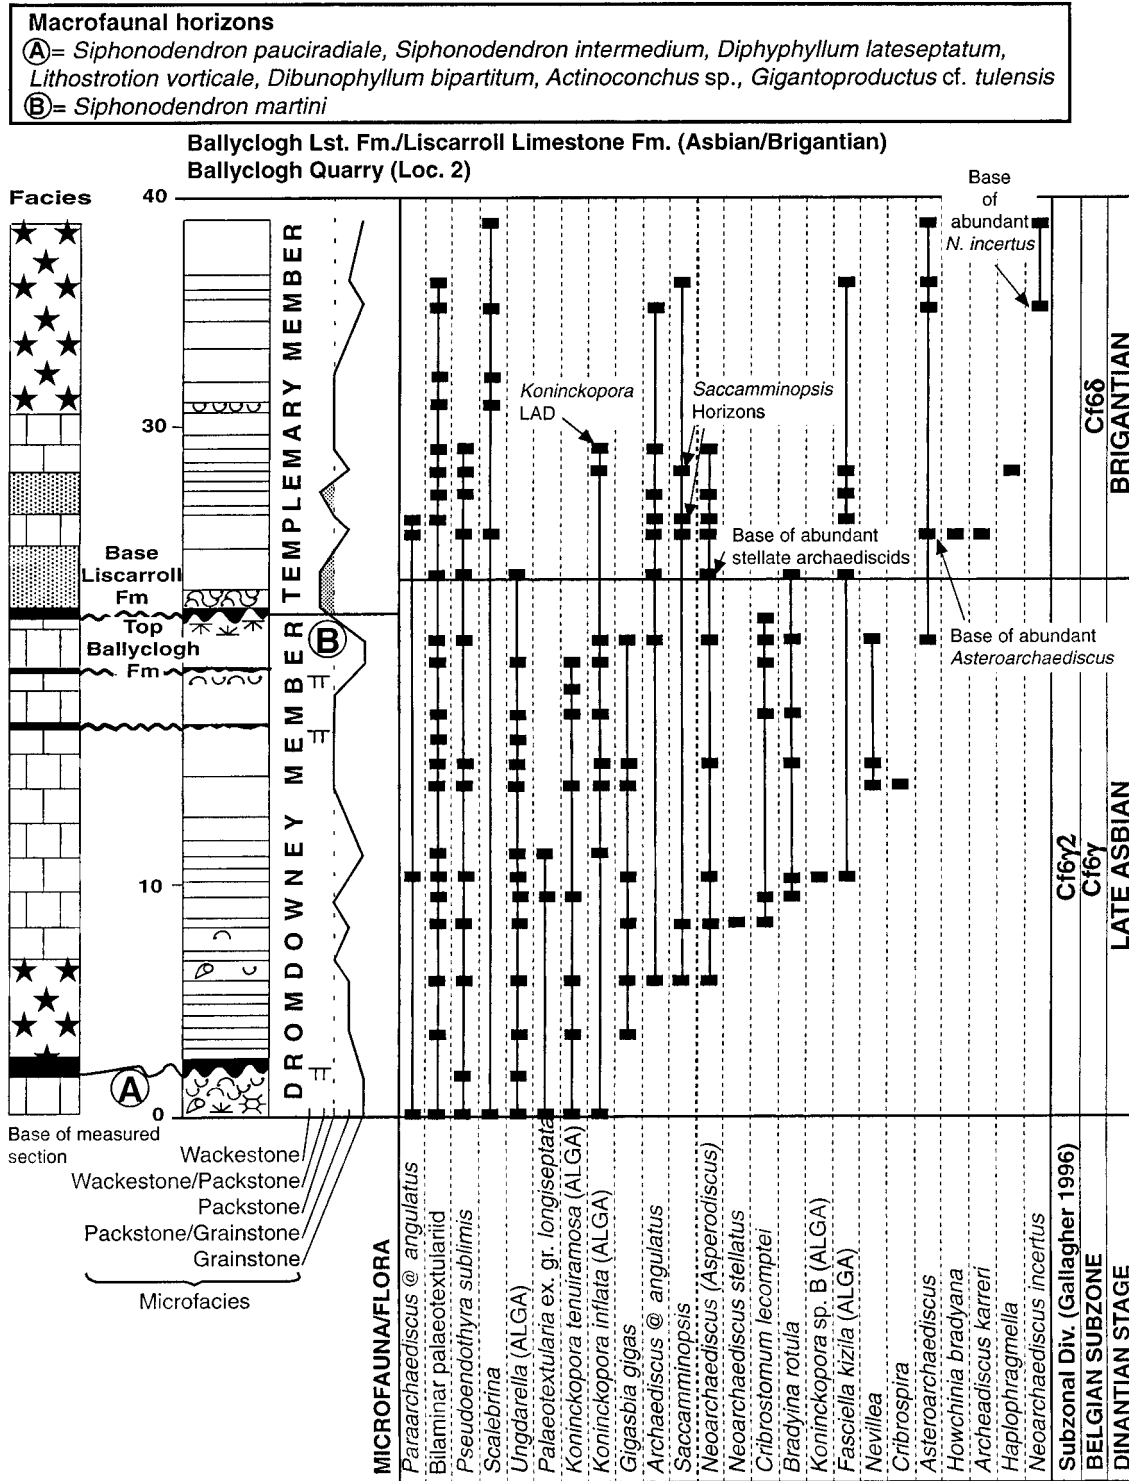 Macrofaunal horizons
Ⓐ= Siphonodendron pauciradiale, Siphonodendron intermedium, Diphyphyllum lateseptatum,
Lithostrotion vorticale, Dibunophyllum bipartitum, Actinoconchus sp., Gigantoproductus cf. tulensis
Ⓑ= Siphonodendron martini
Ballyclogh Lst. Fm./Liscarroll Limestone Fm. (Asbian/Brigantian)
Ballyclogh Quarry (Loc. 2)
Facies
40
30
10
0
Base
Liscarroll
Fm
Top
Ballyclogh
Fm
A
B
TEMPLEMARY MEMBER
DROMDOWNEY MEMBER
Base
of
abundant
N. incertus
Koninckopora
LAD
Saccamminopsis
Horizons
Base of abundant
stellate archaediscids
Base of abundant
Asteroarchaediscus
Cf6δ
BRIGANTIAN
Cf6γ2
Cf6γ
LATE ASBIAN
Base of measured
section
Wackestone
Wackestone/Packstone
Packstone
Packstone/Grainstone
Grainstone
Microfacies
MICROFAUNA/FLORA
Pararchaediscus @ angulatus
Bilaminar palaeotextulariid
Pseudoendothyra sublimis
Scalebrina
Ungdarella (ALGA)
Palaeotextularia ex. gr. longiseptata
Koninckopora tenuiramosa (ALGA)
Koninckopora inflata (ALGA)
Gigasbia gigas
Archaediscus @ angulatus
Saccamminopsis
Neoarchaediscus (Asperodiscus)
Neoarchaediscus stellatus
Cribrostomum lecomptei
Bradyina rotula
Koninckopora sp. B (ALGA)
Fasciella kizila (ALGA)
Nevillea
Cribrospira
Asteroarchaediscus
Howchinia bradyana
Archeadiscus karreri
Haplophragmella
Neoarchaediscus incertus
Subzonal Div. (Gallagher 1996)
BELGIAN SUBZONE
DINANTIAN STAGE